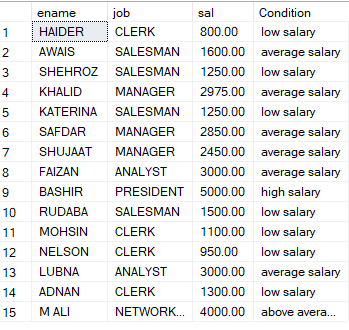 ename job sal Condition
1 HAIDER CLERK 800.00 low salary
2 AWAIS SALESMAN 1600.00 average salary
3 SHEHROZ SALESMAN 1250.00 low salary
4 KHALID MANAGER 2975.00 average salary
5 KATERINA SALESMAN 1250.00 low salary
6 SAFDAR MANAGER 2850.00 average salary
7 SHUJAAT MANAGER 2450.00 average salary
8 FAIZAN ANALYST 3000.00 average salary
9 BASHIR PRESIDENT 5000.00 high salary
10 RUDABA SALESMAN 1500.00 low salary
11 MOHSIN CLERK 1100.00 low salary
12 NELSON CLERK 950.00 low salary
13 LUBNA ANALYST 3000.00 average salary
14 ADNAN CLERK 1300.00 low salary
15 M ALI NETWORK... 4000.00 above avera...